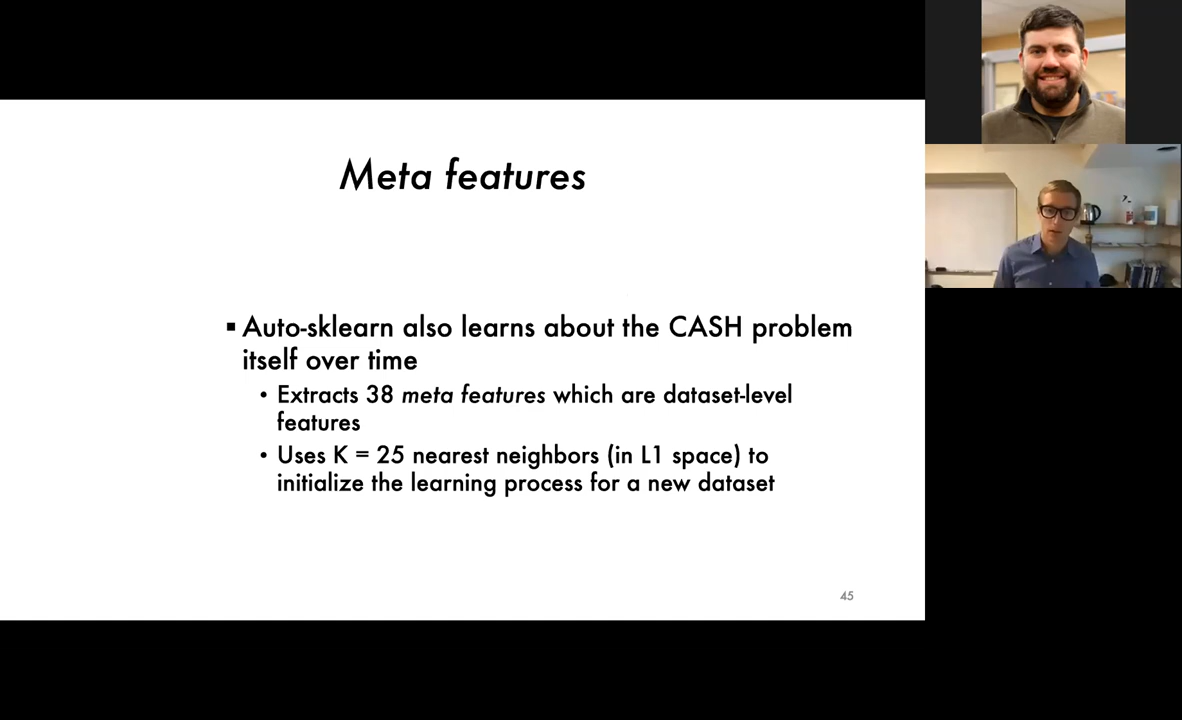 Meta features
▪ Auto-sklearn also learns about the CASH problem
itself over time
• Extracts 38 meta features which are dataset-level
features
• Uses K = 25 nearest neighbors (in L1 space) to
initialize the learning process for a new dataset
45